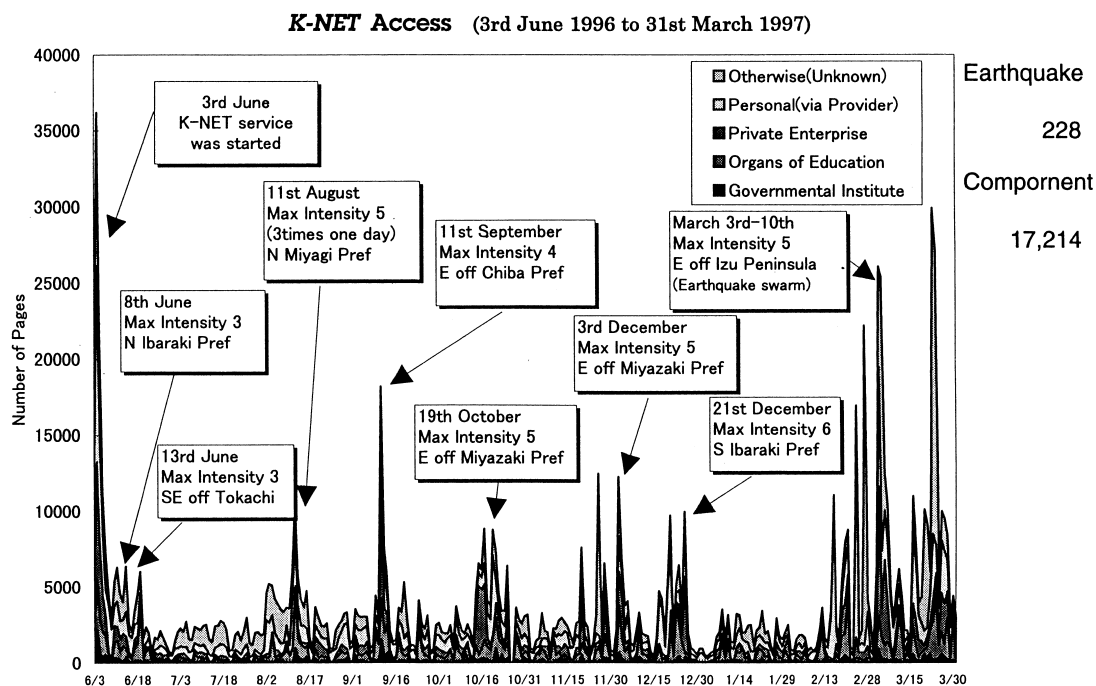 K-NET Access (3rd June 1996 to 31st March 1997)
40000
35000
30000
25000
20000
15000
10000
5000
0
Number of Pages
3rd June
K-NET service
was started
8th June
Max Intensity 3
N Ibaraki Pref
13rd June
Max Intensity 3
SE off Tokachi
11st August
Max Intensity 5
(3times one day)
N Miyagi Pref
11st September
Max Intensity 4
E off Chiba Pref
19th October
Max Intensity 5
E off Miyazaki Pref
3rd December
Max Intensity 5
E off Miyazaki Pref
21st December
Max Intensity 6
S Ibaraki Pref
March 3rd-10th
Max Intensity 5
E off Izu Peninsula
(Earthquake swarm)
Otherwise(Unknown)
Personal(via Provider)
Private Enterprise
Organs of Education
Governmental Institute
Earthquake
228
Compornent
17,214
6/3 6/18 7/3 7/18 8/2 8/17 9/1 9/16 10/1 10/16 10/31 11/15 11/30 12/15 12/30 1/14 1/29 2/13 2/28 3/15 3/30